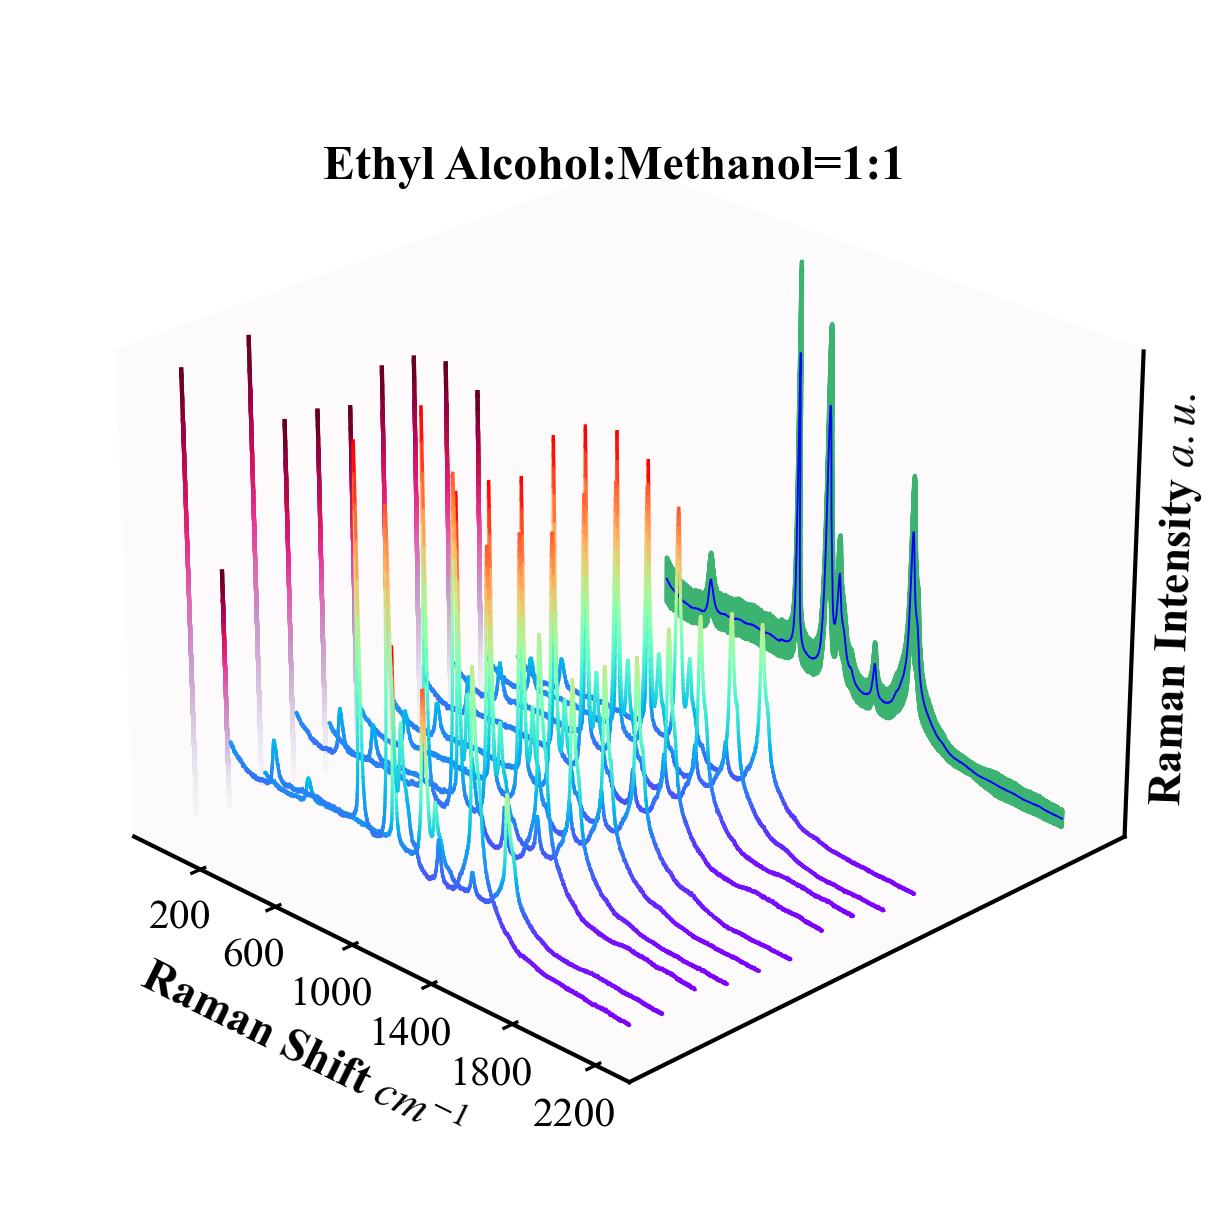 Ethyl Alcohol:Methanol=1:1
Raman Intensity a.u.
200
600
1000
1400
1800
2200
Raman Shift cm⁻¹